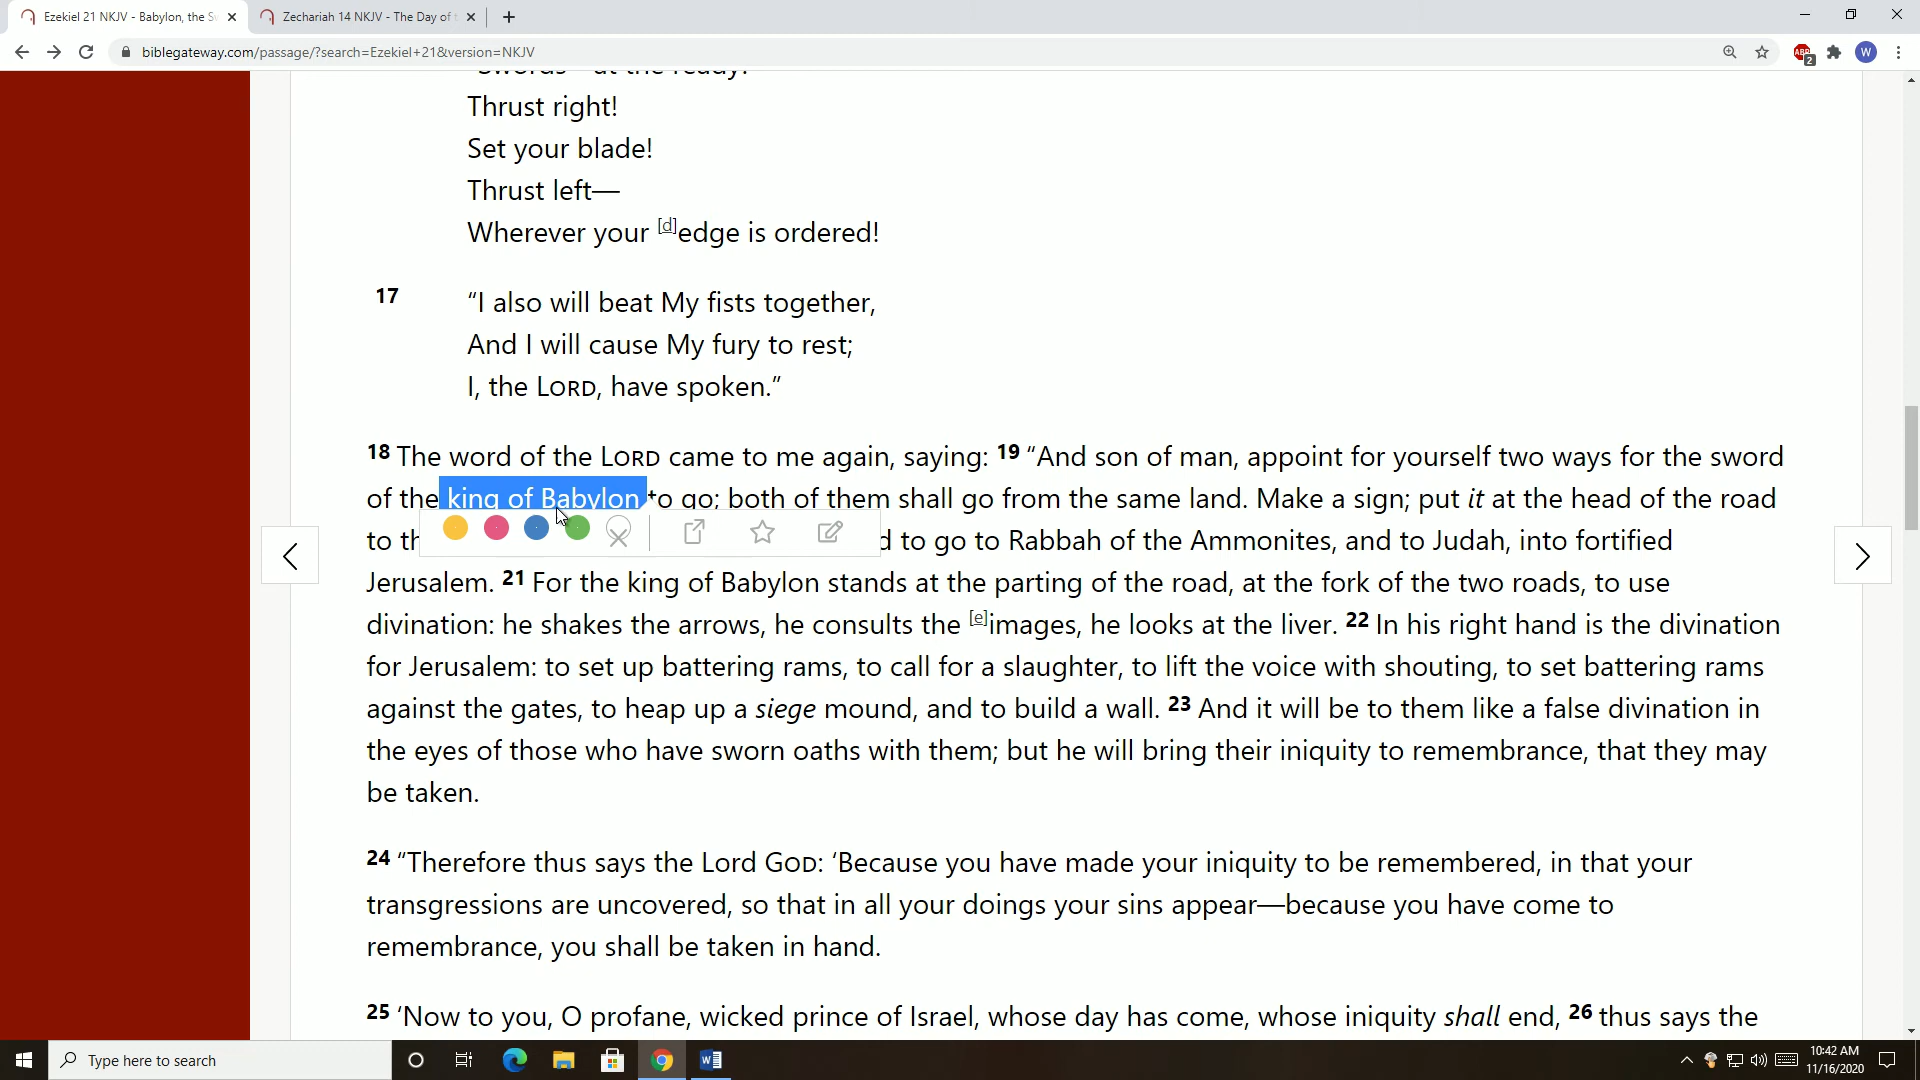 Ezekiel 21 NKJV - Babylon, the S
Zechariah 14 NKJV - The Day of t
biblegateway.com/passage/?search=Ezekiel+21&version=NKJV
ABP
2
W
"Swords at the ready!
Thrust right!
Set your blade!
Thrust left—
Wherever your [d]edge is ordered!
17 “I also will beat My fists together,
And I will cause My fury to rest;
I, the LORD, have spoken.”
18 The word of the LORD came to me again, saying: 19 “And son of man, appoint for yourself two ways for the sword
of the king of Babylon to go; both of them shall go from the same land. Make a sign; put it at the head of the road
to th d to go to Rabbah of the Ammonites, and to Judah, into fortified
Jerusalem. 21 For the king of Babylon stands at the parting of the road, at the fork of the two roads, to use
divination: he shakes the arrows, he consults the [e]images, he looks at the liver. 22 In his right hand is the divination
for Jerusalem: to set up battering rams, to call for a slaughter, to lift the voice with shouting, to set battering rams
against the gates, to heap up a siege mound, and to build a wall. 23 And it will be to them like a false divination in
the eyes of those who have sworn oaths with them; but he will bring their iniquity to remembrance, that they may
be taken.
24 “Therefore thus says the Lord GOD: ‘Because you have made your iniquity to be remembered, in that your
transgressions are uncovered, so that in all your doings your sins appear—because you have come to
remembrance, you shall be taken in hand.
25 ‘Now to you, O profane, wicked prince of Israel, whose day has come, whose iniquity shall end, 26 thus says the
Type here to search
10:42 AM
11/16/2020